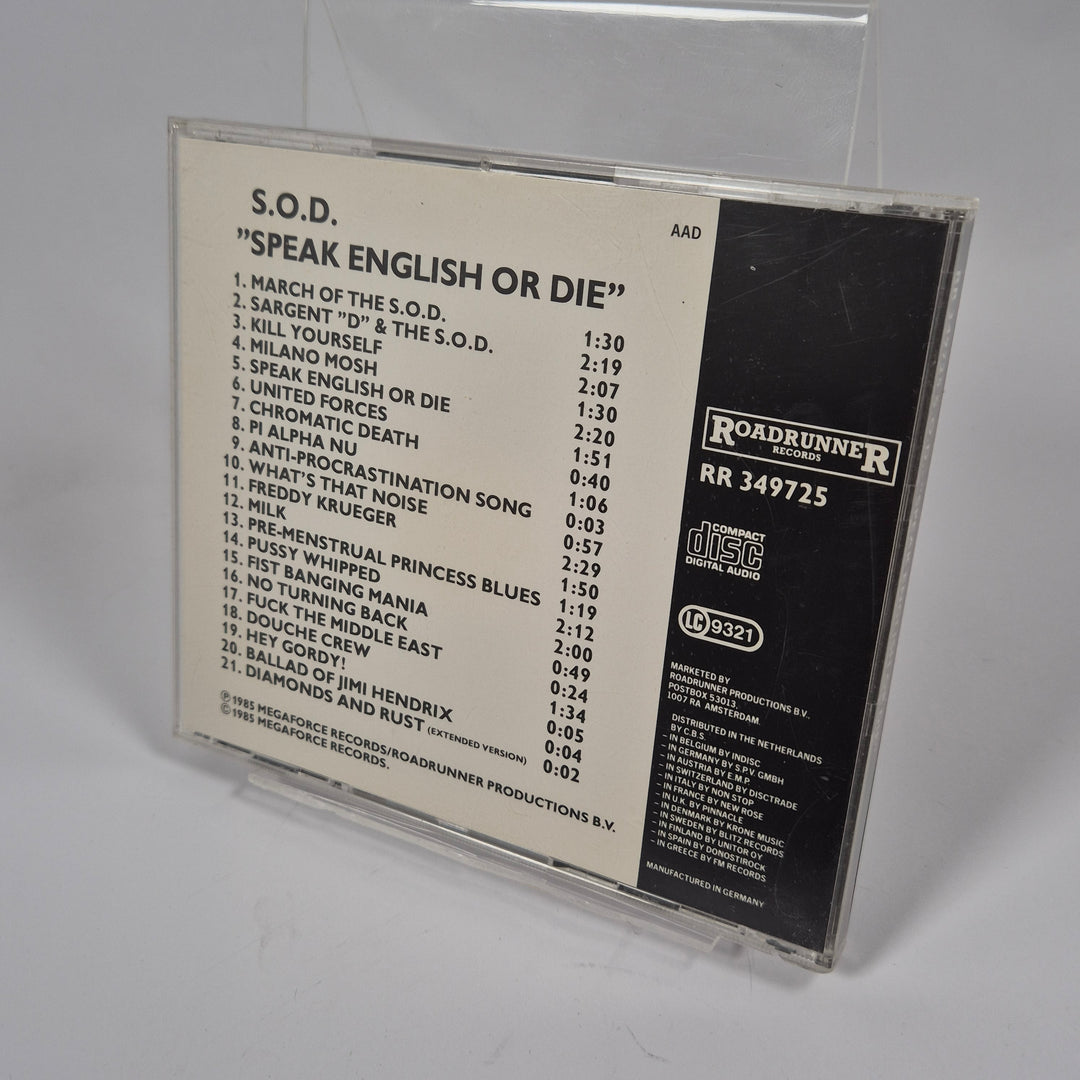 S.O.D.
"SPEAK ENGLISH OR DIE"
1. MARCH OF THE S.O.D. 1:30
2. SARGENT "D" & THE S.O.D. 2:19
3. KILL YOURSELF 2:07
4. MILANO MOSH 1:30
5. SPEAK ENGLISH OR DIE 2:20
6. UNITED FORCES 1:51
7. CHROMATIC DEATH 0:40
8. PI ALPHA NU 1:06
9. ANTI-PROCRASTINATION SONG 0:03
10. WHAT'S THAT NOISE 0:57
11. FREDDY KRUEGER 2:29
12. MILK 1:50
13. PRE-MENSTRUAL PRINCESS BLUES 1:19
14. PUSSY WHIPPED 2:12
15. FIST BANGING MANIA 2:00
16. NO TURNING BACK 0:49
17. FUCK THE MIDDLE EAST 0:24
18. DOUCHE CREW 1:34
19. HEY GORDY! 0:05
20. BALLAD OF JIMI HENDRIX 0:04
21. DIAMONDS AND RUST (EXTENDED VERSION) 0:02
Ⓟ 1985 MEGAFORCE RECORDS/ROADRUNNER PRODUCTIONS B.V.
© 1985 MEGAFORCE RECORDS.
AAD
ROADRUNNER
RECORDS
RR 349725
COMPACT
disc
DIGITAL AUDIO
LC 9321
MARKETED BY
ROADRUNNER PRODUCTIONS B.V.,
POSTBOX 53013,
1007 RA AMSTERDAM.
DISTRIBUTED IN THE NETHERLANDS
BY C.B.S.
– IN BELGIUM BY INDISC
– IN GERMANY BY S.P.V. GMBH
– IN AUSTRIA BY E.M.P.
– IN SWITZERLAND BY DISCTRADE
– IN ITALY BY NON STOP
– IN FRANCE BY NEW ROSE
– IN U.K. BY PINNACLE
– IN DENMARK BY KRONE MUSIC
– IN SWEDEN BY BLITZ RECORDS
– IN FINLAND BY UNITOR OY
– IN SPAIN BY DONOSTIROCK
– IN GREECE BY FM RECORDS
MANUFACTURED IN GERMANY